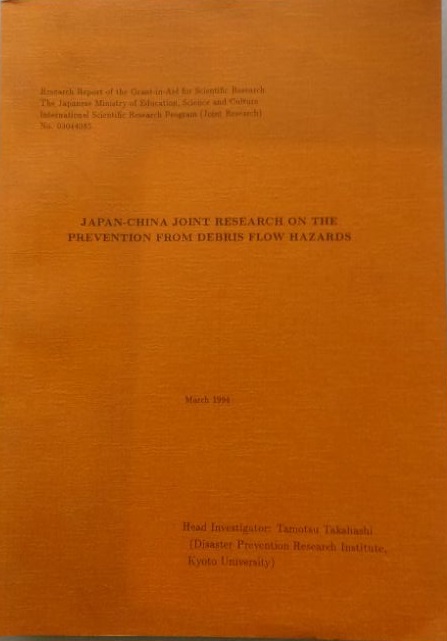 Research Report of the Grant-in-Aid for Scientific Research
The Japanese Ministry of Education, Science and Culture
International Scientific Research Program (Joint Research)
No.
JAPAN-CHINA JOINT RESEARCH ON THE
PREVENTION FROM DEBRIS FLOW HAZARDS
March 1994
Head Investigator: Tamotsu Takahashi
(Disaster Prevention Research Institute,
Kyoto University)